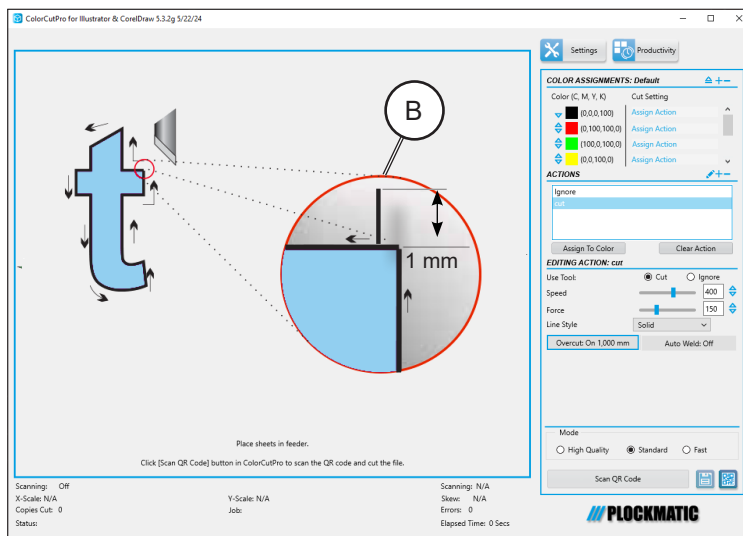 ColorCutPro for Illustrator & CorelDraw 5.3.2g 5/22/24
Settings
Productivity
B
1 mm
Place sheets in feeder.
Click [Scan QR Code] button in ColorCutPro to scan the QR code and cut the file.
COLOR ASSIGNMENTS: Default
Color (C, M, Y, K) Cut Setting
(0,0,0,100) Assign Action
(0,100,100,0) Assign Action
(100,0,100,0) Assign Action
(0,0,100,0) Assign Action
ACTIONS
Ignore
cut
Assign To Color Clear Action
EDITING ACTION: cut
Use Tool: Cut Ignore
Speed 400
Force 150
Line Style Solid
Overcut: On 1,000 mm Auto Weld: Off
Mode
High Quality Standard Fast
Scan QR Code
Scanning: Off Scanning: N/A
X-Scale: N/A Y-Scale: N/A Skew: N/A
Copies Cut: 0 Job: Errors: 0
Status: Elapsed Time: 0 Secs
PLOCKMATIC